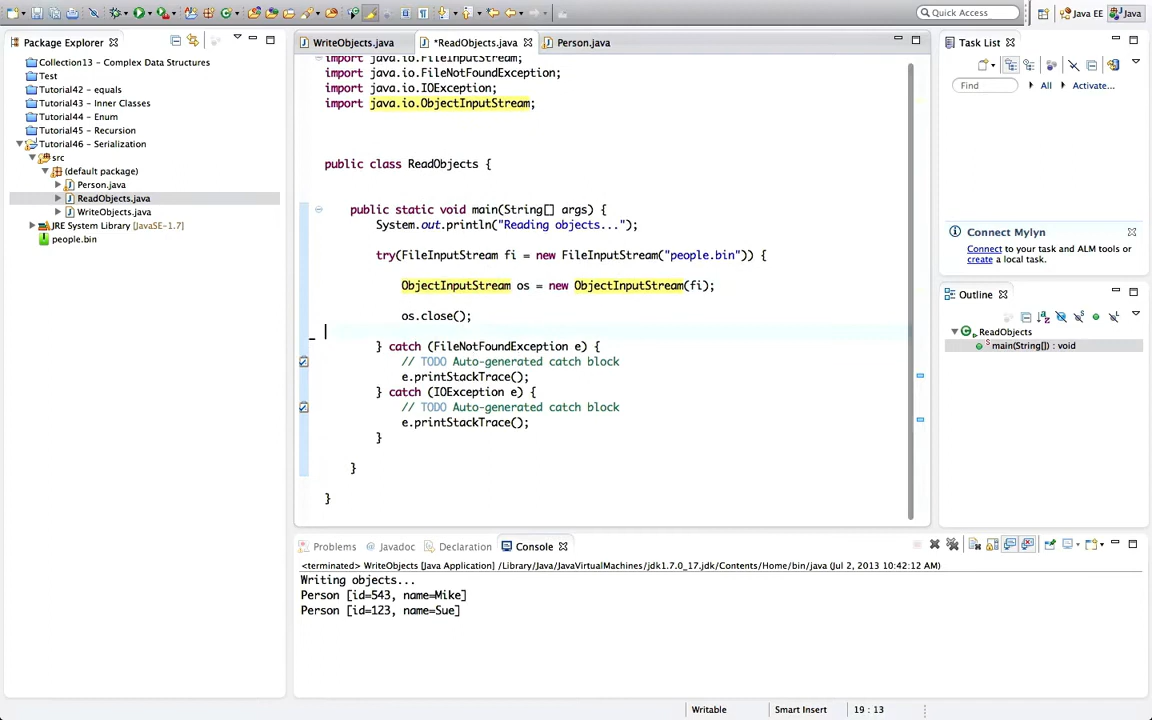 Quick Access
Java EE
Java
Package Explorer
Collection13 - Complex Data Structures
Test
Tutorial42 - equals
Tutorial43 - Inner Classes
Tutorial44 - Enum
Tutorial45 - Recursion
Tutorial46 - Serialization
src
(default package)
Person.java
ReadObjects.java
WriteObjects.java
JRE System Library [JavaSE-1.7]
people.bin
WriteObjects.java
*ReadObjects.java
Person.java
import java.io.FileInputStream;
import java.io.FileNotFoundException;
import java.io.IOException;
import java.io.ObjectInputStream;
public class ReadObjects {
public static void main(String[] args) {
System.out.println("Reading objects...");
try(FileInputStream fi = new FileInputStream("people.bin")) {
ObjectInputStream os = new ObjectInputStream(fi);
os.close();
} catch (FileNotFoundException e) {
// TODO Auto-generated catch block
e.printStackTrace();
} catch (IOException e) {
// TODO Auto-generated catch block
e.printStackTrace();
}
}
}
Task List
Find
All
Activate...
Connect Mylyn
Connect to your task and ALM tools or
create a local task.
Outline
ReadObjects
S main(String[]) : void
Problems
@ Javadoc
Declaration
Console
<terminated> WriteObjects [Java Application] /Library/Java/JavaVirtualMachines/jdk1.7.0_17.jdk/Contents/Home/bin/java (Jul 2, 2013 10:42:12 AM)
Writing objects...
Person [id=543, name=Mike]
Person [id=123, name=Sue]
Writable
Smart Insert
19 : 13